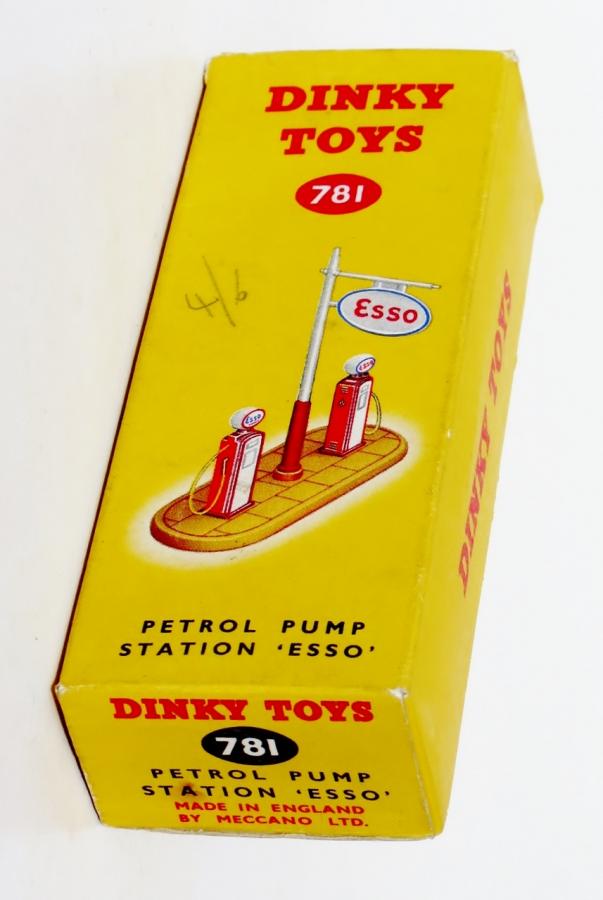 DINKY
TOYS
781
4/6
Esso
Esso
Esso
PETROL PUMP
STATION ‘ESSO’
DINKY TOYS
DINKY TOYS
781
PETROL PUMP
STATION ‘ESSO’
MADE IN ENGLAND
BY MECCANO LTD.